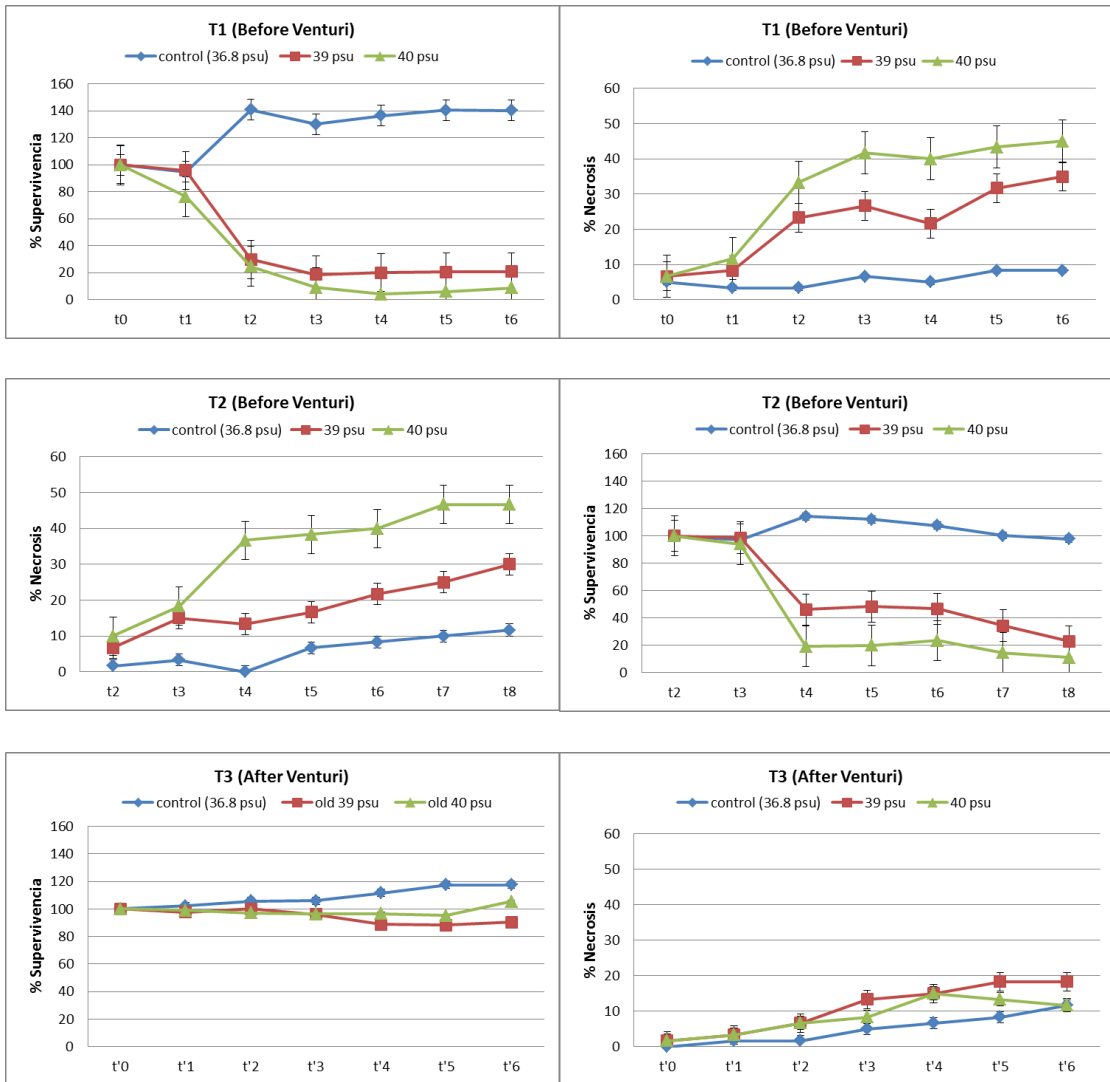 T1 (Before Venturi)
control (36.8 psu) 39 psu 40 psu
% Supervivencia
160
140
120
100
80
60
40
20
0
t0 t1 t2 t3 t4 t5 t6
T1 (Before Venturi)
control (36.8 psu) 39 psu 40 psu
% Necrosis
60
50
40
30
20
10
0
t0 t1 t2 t3 t4 t5 t6
T2 (Before Venturi)
control (36.8 psu) 39 psu 40 psu
% Necrosis
60
50
40
30
20
10
0
t2 t3 t4 t5 t6 t7 t8
T2 (Before Venturi)
control (36.8 psu) 39 psu 40 psu
% Supervivencia
160
140
120
100
80
60
40
20
0
t2 t3 t4 t5 t6 t7 t8
T3 (After Venturi)
control (36.8 psu) old 39 psu old 40 psu
% Supervivencia
160
140
120
100
80
60
40
20
0
t'0 t'1 t'2 t'3 t'4 t'5 t'6
T3 (After Venturi)
control (36.8 psu) 39 psu 40 psu
% Necrosis
60
50
40
30
20
10
0
t'0 t'1 t'2 t'3 t'4 t'5 t'6